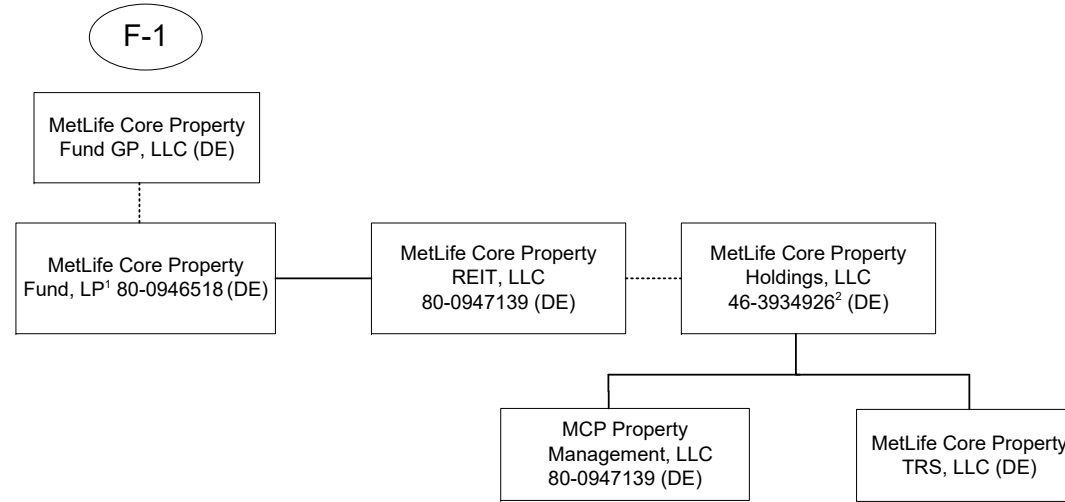 F-1
MetLife Core Property
Fund GP, LLC (DE)
MetLife Core Property
Fund, LP¹ 80-0946518 (DE)
MetLife Core Property
REIT, LLC
80-0947139 (DE)
MetLife Core Property
Holdings, LLC
46-3934926² (DE)
MCP Property
Management, LLC
80-0947139 (DE)
MetLife Core Property
TRS, LLC (DE)